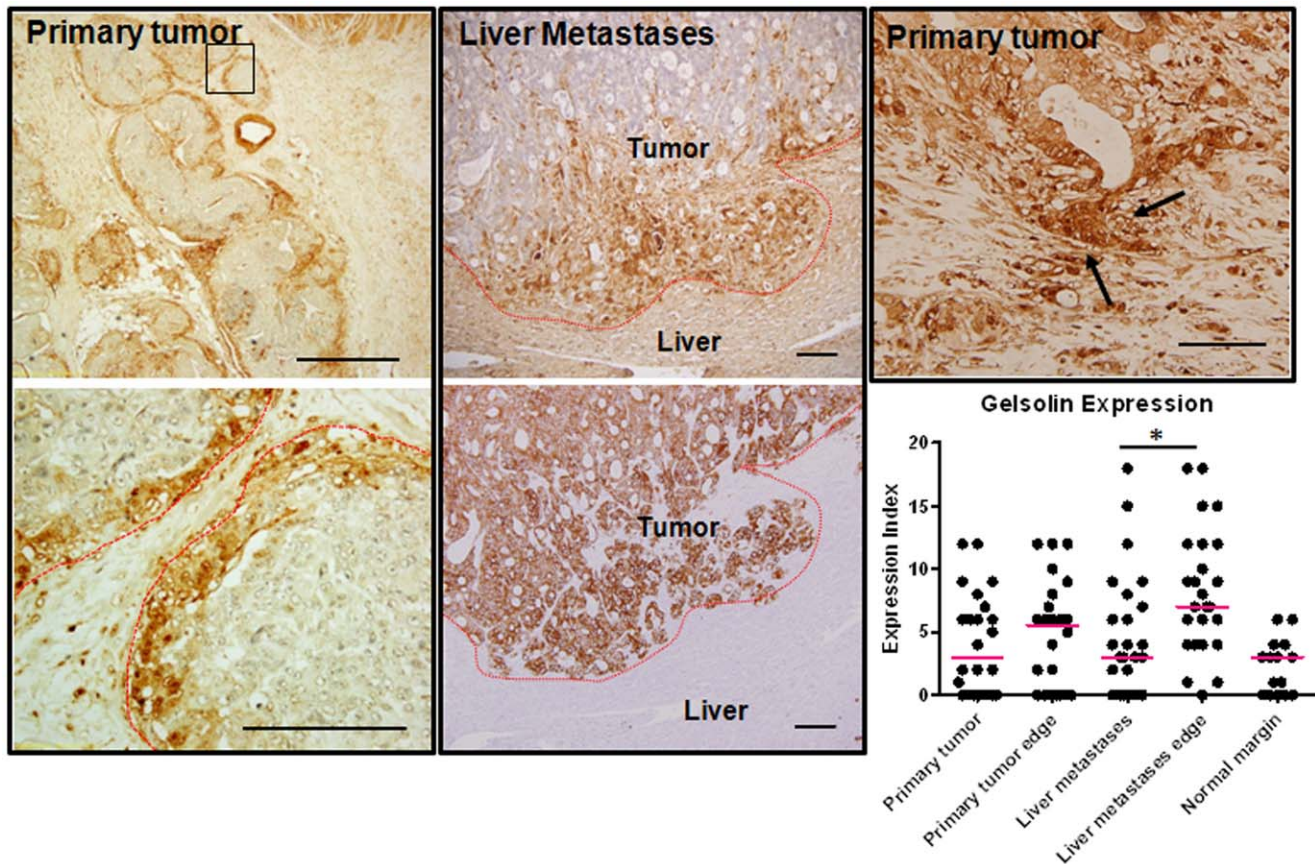 Primary tumor
Liver Metastases
Primary tumor
Tumor
Liver
Tumor
Liver
Gelsolin Expression
*
Expression Index
20
15
10
5
0
Primary tumor
Primary tumor edge
Liver metastases
Liver metastases edge
Normal margin